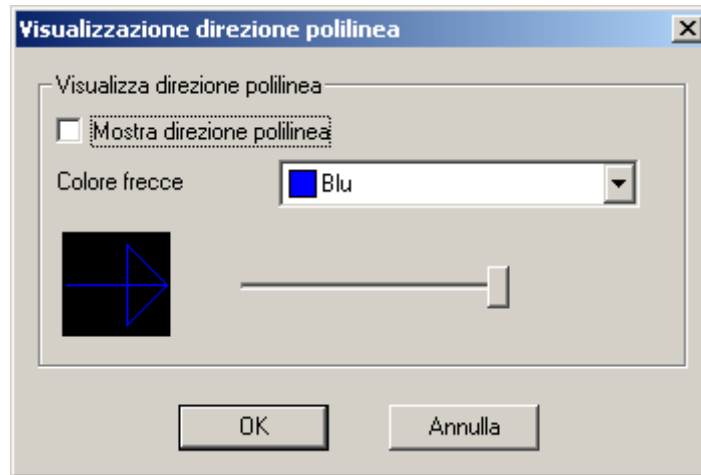 Visualizzazione direzione polilinea
Visualizza direzione polilinea
Mostra direzione polilinea
Colore frecce
Blu
OK
Annulla